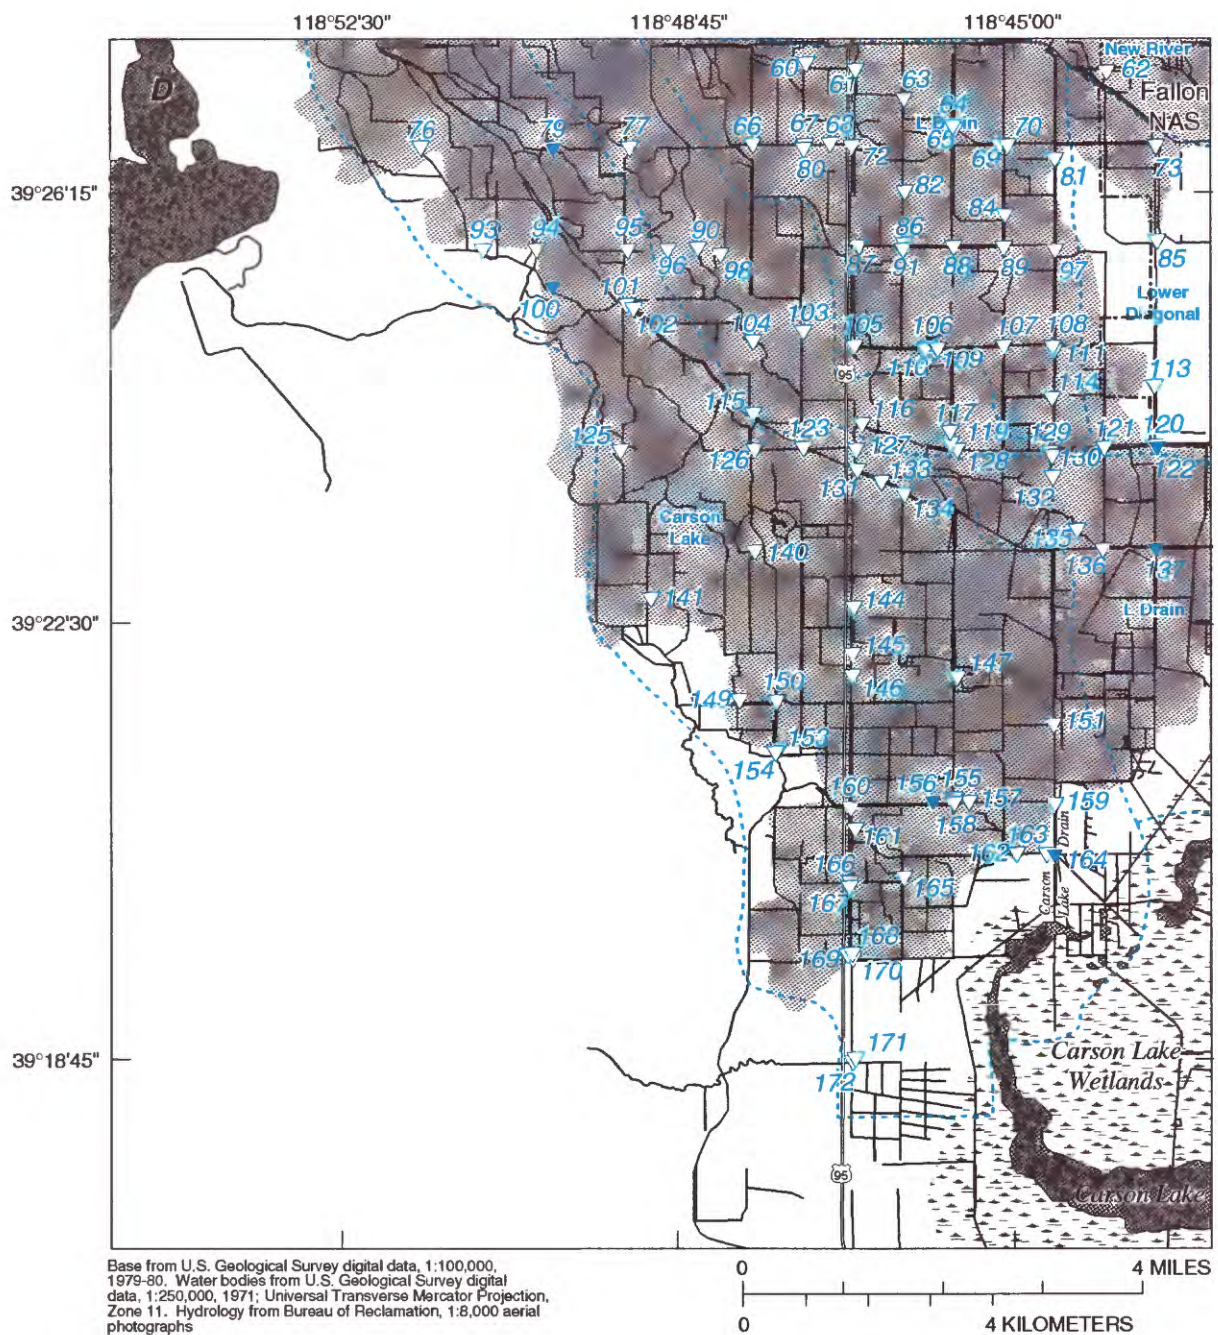 118°52'30" 118°48'45" 118°45'00"
New River
60 61 63 62
Fallon
64
L Drain
NAS
76 79 77 66 67 68 65 70
80 72 69 81 73
39°26'15"
82
84
93 94 95 90 86
96 98 87 91 88 89 97 85
100 101
Lower
Diagonal
102 104 103 105 106 107 108
110 109 111
95
113
114
115 116 117
125 123 127 119 129 121 120
126 133 128 130 122
131 134 132
Carson
Lake
135
140 136 137
141 144
L Drain
39°22'30"
145
147
149 150 146
151
153
154
160 156 155 157 159
158
161 162 163 164
Drain
166 165
Carson
Lake
167
168
169 170
39°18'45"
171
172
Carson Lake
Wetlands
95
Carson Lake
D
Base from U.S. Geological Survey digital data, 1:100,000,
1979-80. Water bodies from U.S. Geological Survey digital
data, 1:250,000, 1971; Universal Transverse Mercator Projection,
Zone 11. Hydrology from Bureau of Reclamation, 1:8,000 aerial
photographs
0 4 MILES
0 4 KILOMETERS